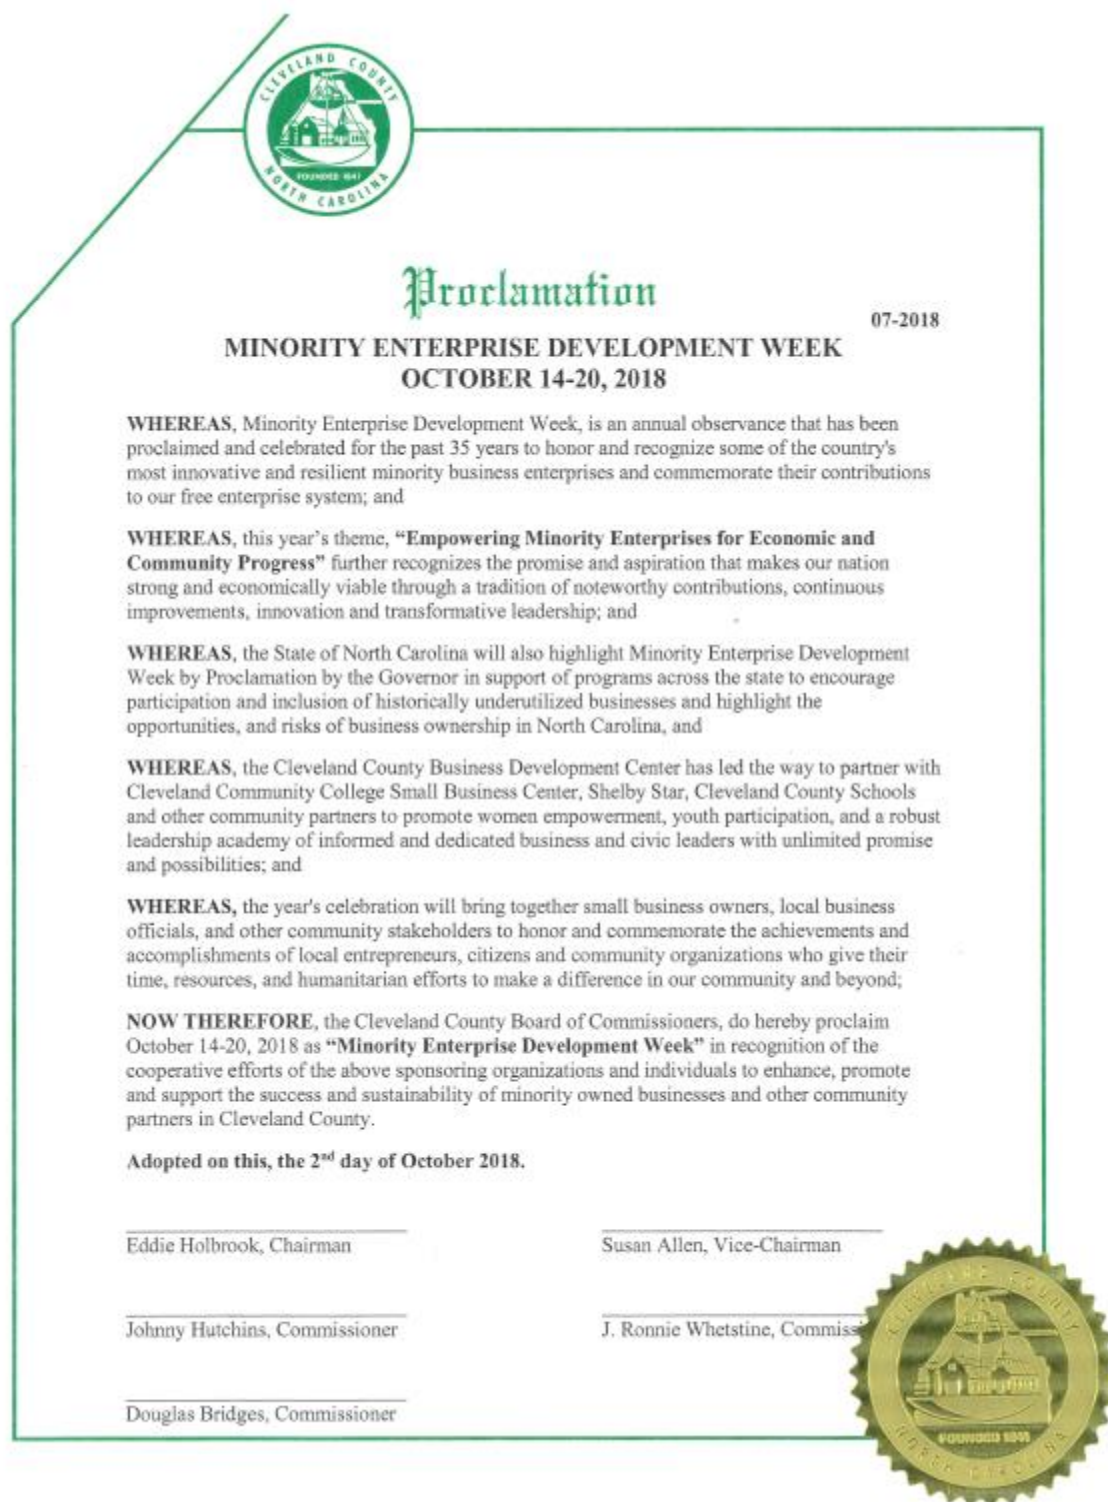 CLEVELAND COUNTY
FOUNDED 1841
NORTH CAROLINA
Proclamation
07-2018
MINORITY ENTERPRISE DEVELOPMENT WEEK
OCTOBER 14-20, 2018
WHEREAS, Minority Enterprise Development Week, is an annual observance that has been
proclaimed and celebrated for the past 35 years to honor and recognize some of the country's
most innovative and resilient minority business enterprises and commemorate their contributions
to our free enterprise system; and
WHEREAS, this year's theme, "Empowering Minority Enterprises for Economic and
Community Progress" further recognizes the promise and aspiration that makes our nation
strong and economically viable through a tradition of noteworthy contributions, continuous
improvements, innovation and transformative leadership; and
WHEREAS, the State of North Carolina will also highlight Minority Enterprise Development
Week by Proclamation by the Governor in support of programs across the state to encourage
participation and inclusion of historically underutilized businesses and highlight the
opportunities, and risks of business ownership in North Carolina, and
WHEREAS, the Cleveland County Business Development Center has led the way to partner with
Cleveland Community College Small Business Center, Shelby Star, Cleveland County Schools
and other community partners to promote women empowerment, youth participation, and a robust
leadership academy of informed and dedicated business and civic leaders with unlimited promise
and possibilities; and
WHEREAS, the year's celebration will bring together small business owners, local business
officials, and other community stakeholders to honor and commemorate the achievements and
accomplishments of local entrepreneurs, citizens and community organizations who give their
time, resources, and humanitarian efforts to make a difference in our community and beyond;
NOW THEREFORE, the Cleveland County Board of Commissioners, do hereby proclaim
October 14-20, 2018 as "Minority Enterprise Development Week" in recognition of the
cooperative efforts of the above sponsoring organizations and individuals to enhance, promote
and support the success and sustainability of minority owned businesses and other community
partners in Cleveland County.
Adopted on this, the 2nd day of October 2018.
Eddie Holbrook, Chairman
Susan Allen, Vice-Chairman
Johnny Hutchins, Commissioner
J. Ronnie Whetstine, Commissi
Douglas Bridges, Commissioner
CLEVELAND COUNTY
FOUNDED
NORTH CAROLINA